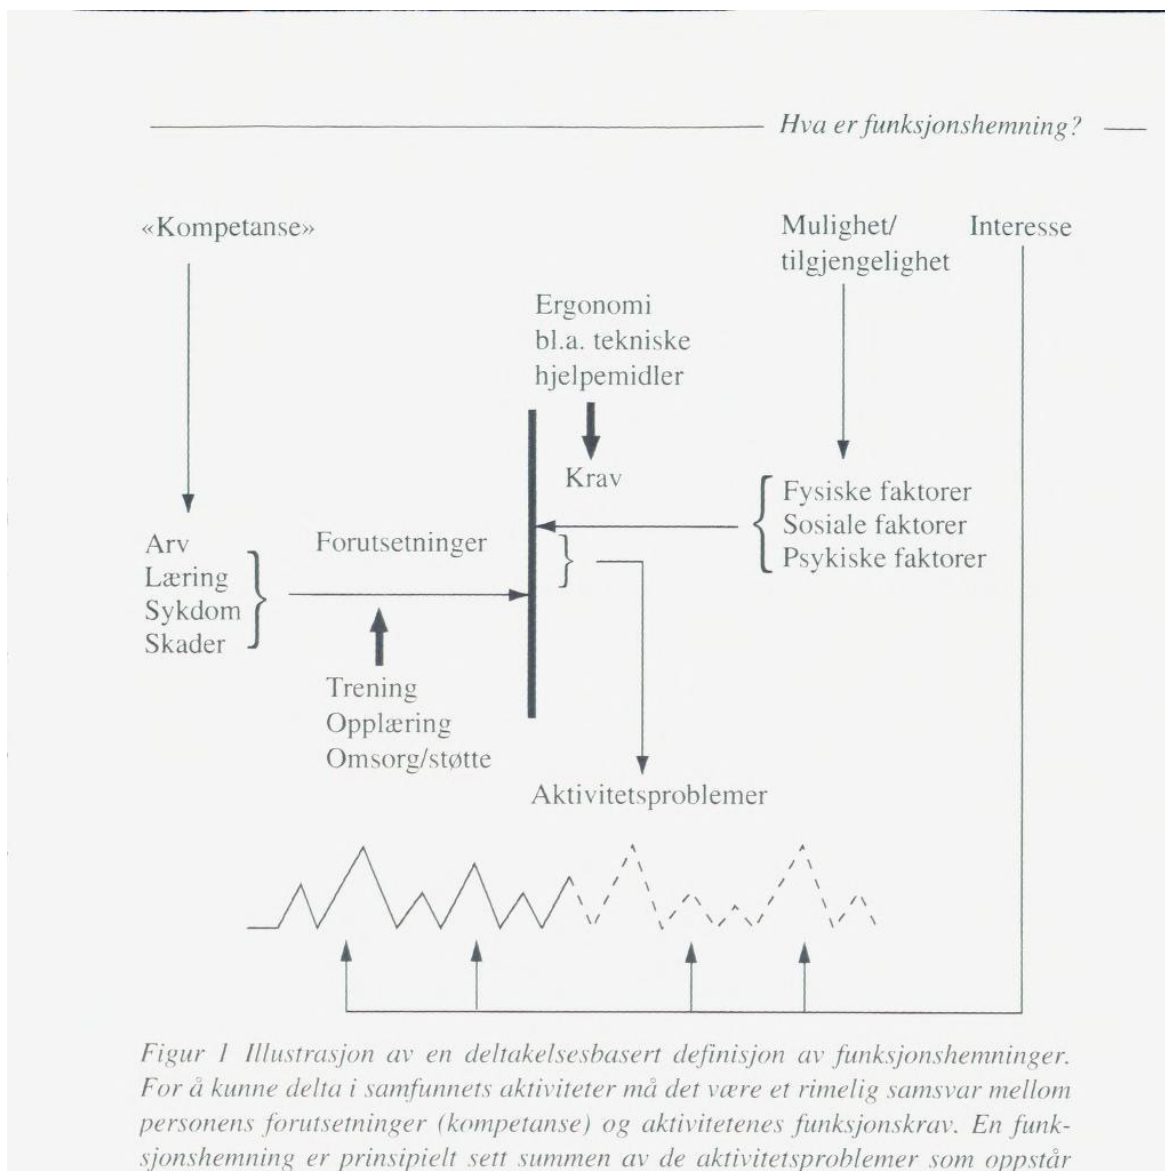 Hva er funksjonshemning?
«Kompetanse»
Mulighet/
tilgjengelighet
Interesse
Ergonomi
bl.a. tekniske
hjelpemidler
Krav
Fysiske faktorer
Sosiale faktorer
Psykiske faktorer
Arv
Læring
Sykdom
Skader
Forutsetninger
Trening
Opplæring
Omsorg/støtte
Aktivitetsproblemer
Figur 1 Illustrasjon av en deltakelsesbasert definisjon av funksjonshemninger.
For å kunne delta i samfunnets aktiviteter må det være et rimelig samsvar mellom
personens forutsetninger (kompetanse) og aktivitetenes funksjonskrav. En funk-
sjonshemning er prinsipielt sett summen av de aktivitetsproblemer som oppstår